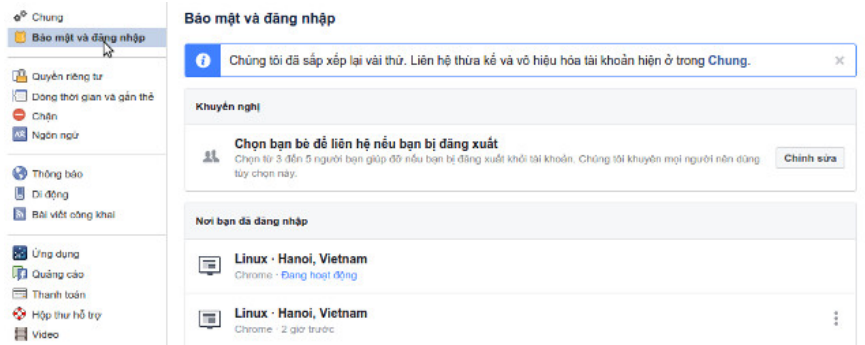 Chung
Bảo mật và đăng nhập
Quyền riêng tư
Dòng thời gian và gắn thẻ
Chặn
Ngôn ngữ
Thông báo
Di động
Bài viết công khai
Ứng dụng
Quảng cáo
Thanh toán
Hộp thư hỗ trợ
Video
Bảo mật và đăng nhập
Chúng tôi đã sắp xếp lại vài thứ. Liên hệ thừa kế và vô hiệu hóa tài khoản hiện ở trong Chung.
Khuyến nghị
Chọn bạn bè để liên hệ nếu bạn bị đăng xuất
Chọn từ 3 đến 5 người bạn giúp đỡ nếu bạn bị đăng xuất khỏi tài khoản. Chúng tôi khuyên mọi người nên dùng
tùy chọn này.
Chỉnh sửa
Nơi bạn đã đăng nhập
Linux · Hanoi, Vietnam
Chrome · Đang hoạt động
Linux · Hanoi, Vietnam
Chrome · 2 giờ trước